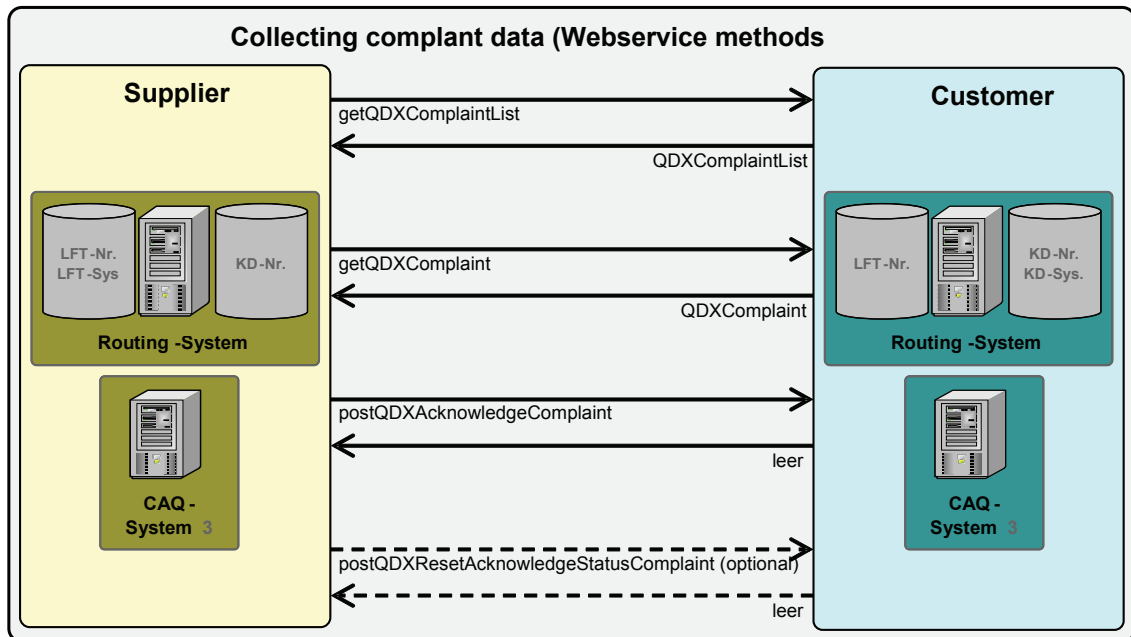 Collecting complant data (Webservice methods
Supplier
Customer
getQDXComplaintList
QDXComplaintList
LFT-Nr.
LFT-Sys
KD-Nr.
Routing -System
getQDXComplaint
QDXComplaint
LFT-Nr.
KD-Nr.
KD-Sys.
Routing -System
postQDXAcknowledgeComplaint
leer
CAQ -
System 3
CAQ -
System 3
postQDXResetAcknowledgeStatusComplaint (optional)
leer